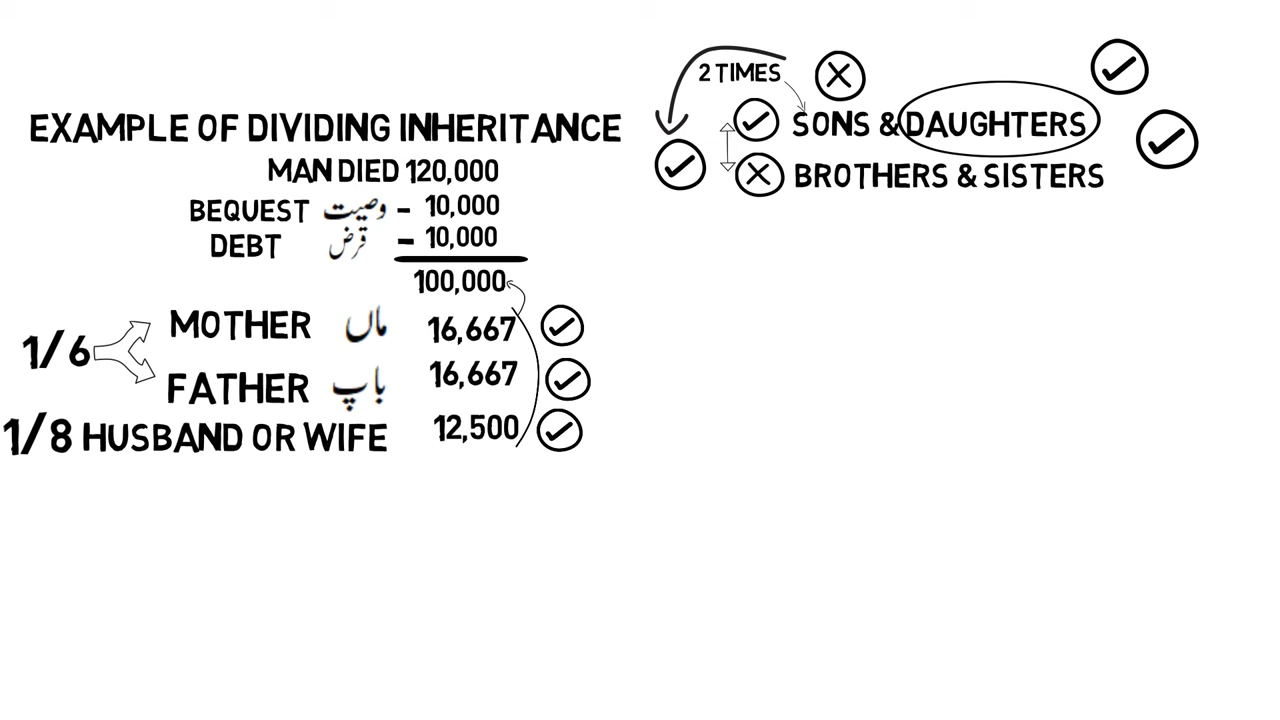 EXAMPLE OF DIVIDING INHERITANCE
MAN DIED 120,000
BEQUEST وصیت - 10,000
DEBT قرض - 10,000
100,000
1/6
MOTHER ماں 16,667
FATHER باپ 16,667
1/8 HUSBAND OR WIFE 12,500
2 TIMES
SONS & DAUGHTERS
BROTHERS & SISTERS